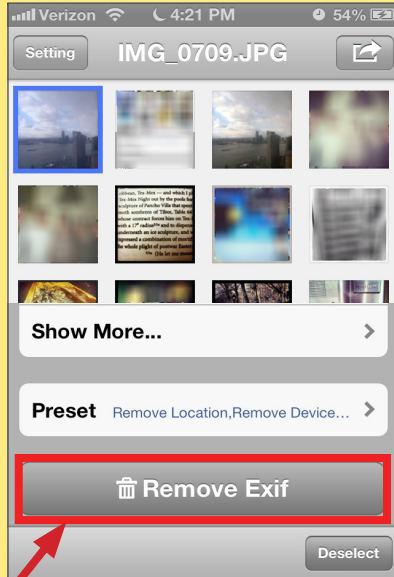 Verizon 4:21 PM 54%
Setting IMG_0709.JPG
Show More...
Preset Remove Location,Remove Device...
Remove Exif
Deselect